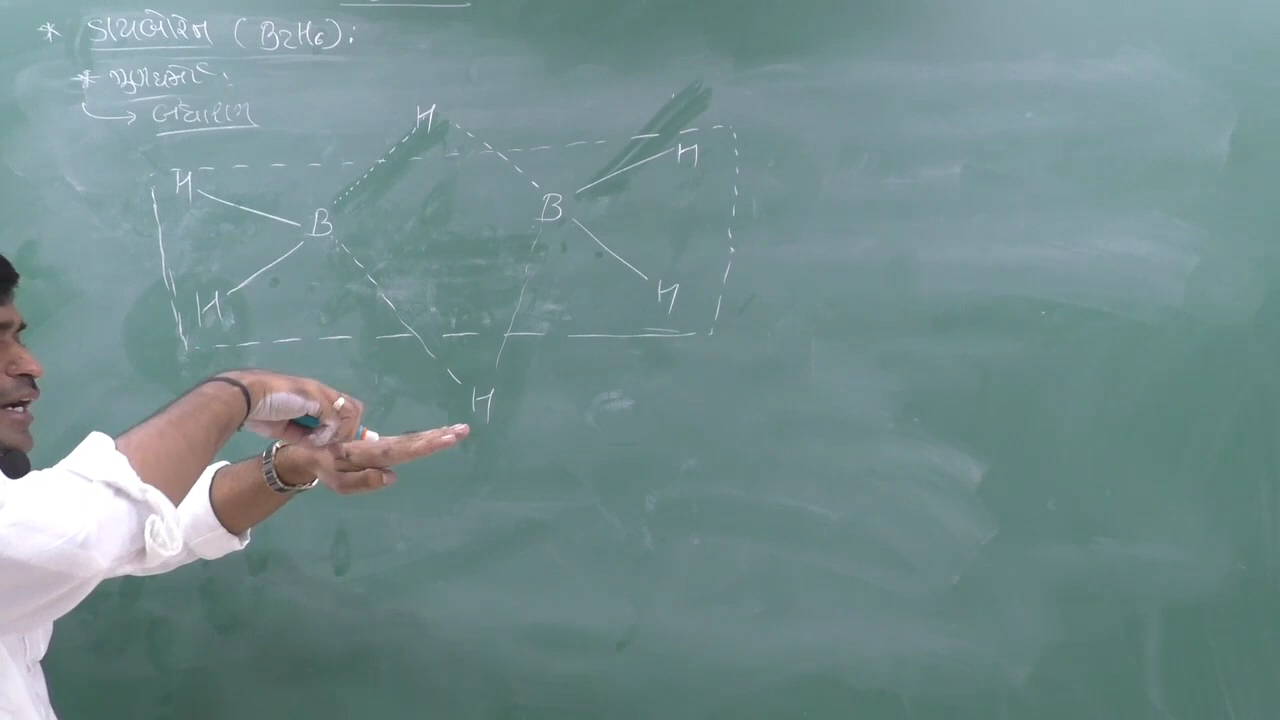 * ડાયબોરેન (B2H6):
* ગુણધર્મો:
→ બંધારણ
H
H H
B B
H H
H